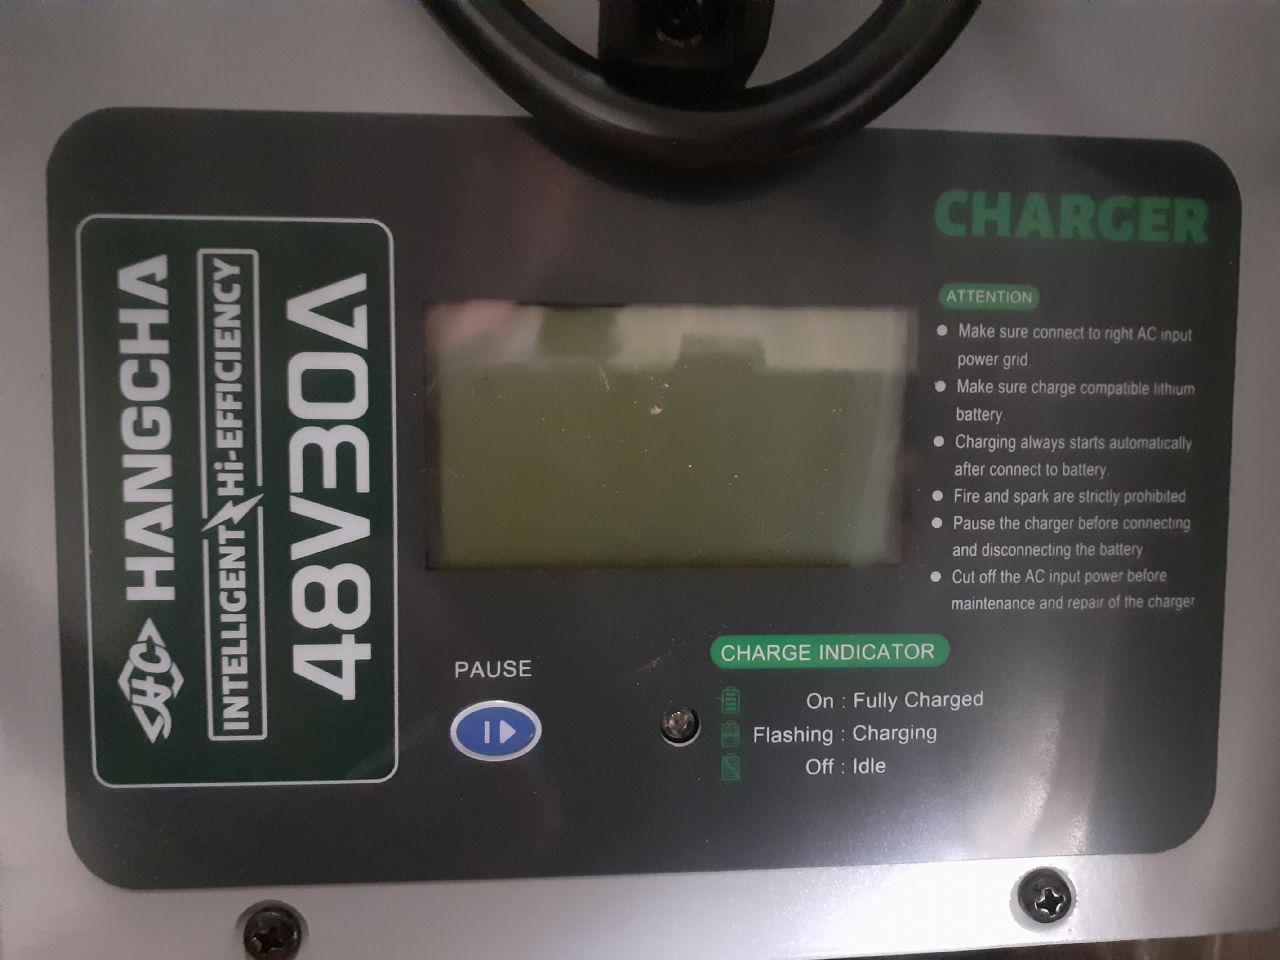 HC HANGCHA
INTELLIGENT Hi-EFFICIENCY
48V30A
CHARGER
ATTENTION
● Make sure connect to right AC input
power grid.
● Make sure charge compatible lithium
battery.
● Charging always starts automatically
after connect to battery.
● Fire and spark are strictly prohibited
● Pause the charger before connecting
and disconnecting the battery
● Cut off the AC input power before
maintenance and repair of the charger
PAUSE
CHARGE INDICATOR
On : Fully Charged
Flashing : Charging
Off : Idle